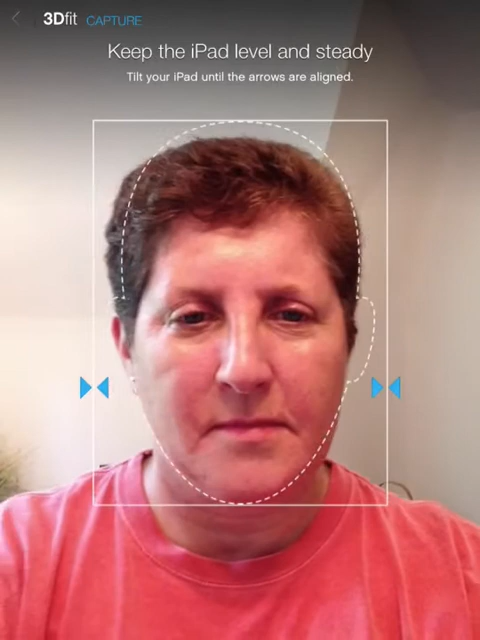 3Dfit CAPTURE
Keep the iPad level and steady
Tilt your iPad until the arrows are aligned.